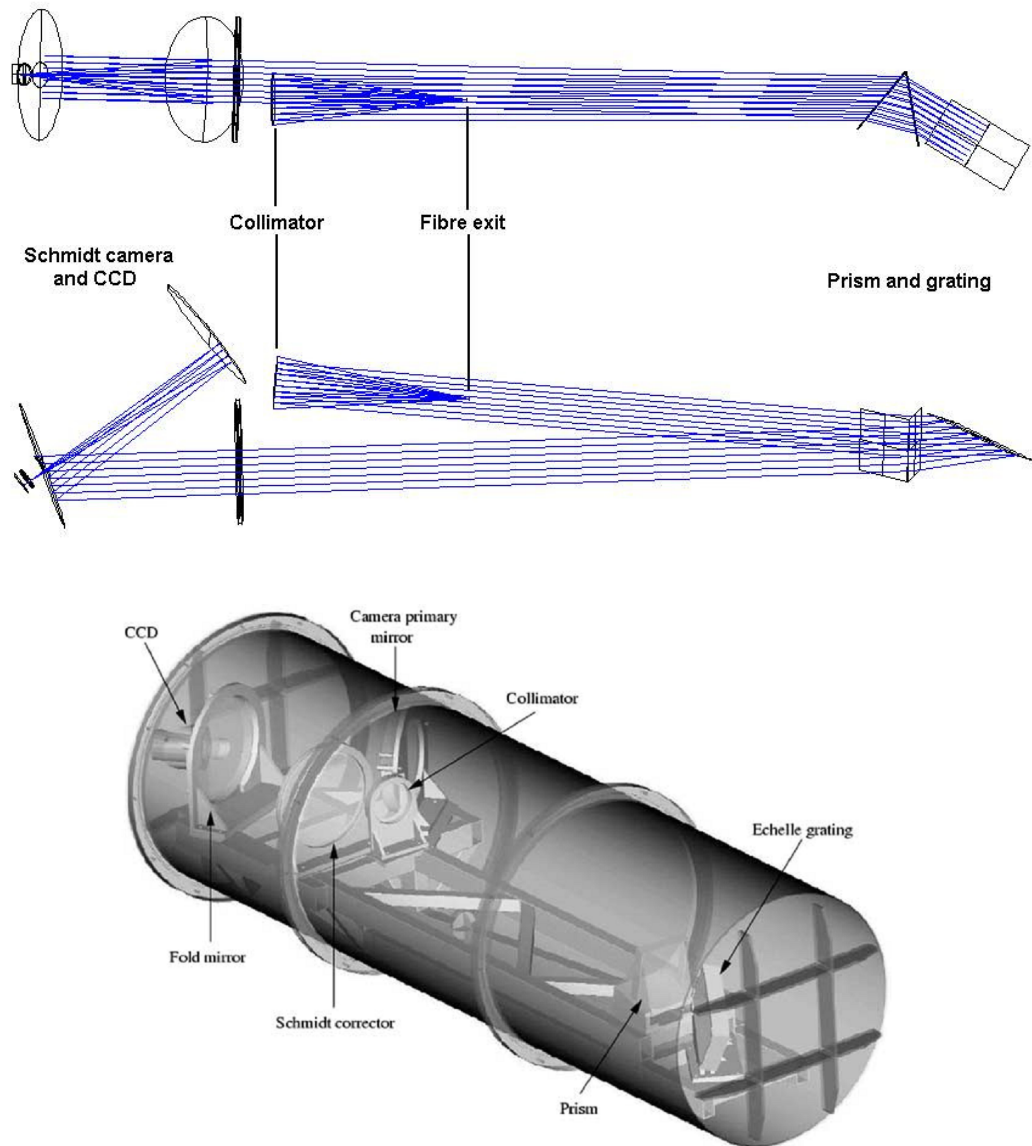 Collimator
Fibre exit
Schmidt camera
and CCD
Prism and grating
Camera primary
mirror
CCD
Collimator
Echelle grating
Fold mirror
Schmidt corrector
Prism